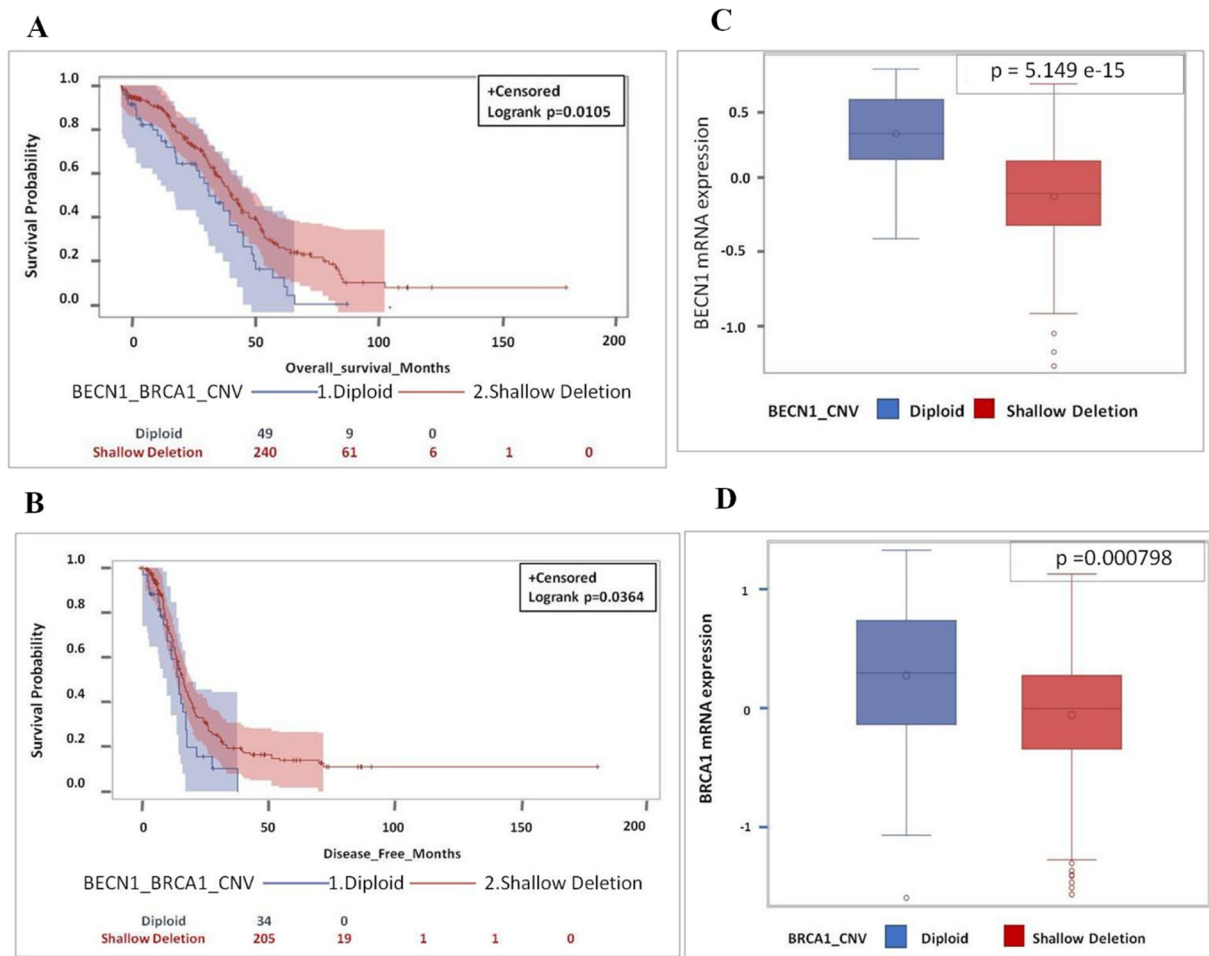 A
+Censored
Logrank p=0.0105
Survival Probability
1.0
0.8
0.6
0.4
0.2
0.0
0 50 100 150 200
Overall_survival_Months
BECN1_BRCA1_CNV 1.Diploid 2.Shallow Deletion
Diploid 49 9 0
Shallow Deletion 240 61 6 1 0
C
p = 5.149 e-15
BECN1 mRNA expression
0.5
0.0
-0.5
-1.0
BECN1_CNV Diploid Shallow Deletion
B
+Censored
Logrank p=0.0364
Survival Probability
1.0
0.8
0.6
0.4
0.2
0.0
0 50 100 150 200
Disease_Free_Months
BECN1_BRCA1_CNV 1.Diploid 2.Shallow Deletion
Diploid 34 0
Shallow Deletion 205 19 1 1 0
D
p =0.000798
BRCA1 mRNA expression
1
0
-1
BRCA1_CNV Diploid Shallow Deletion